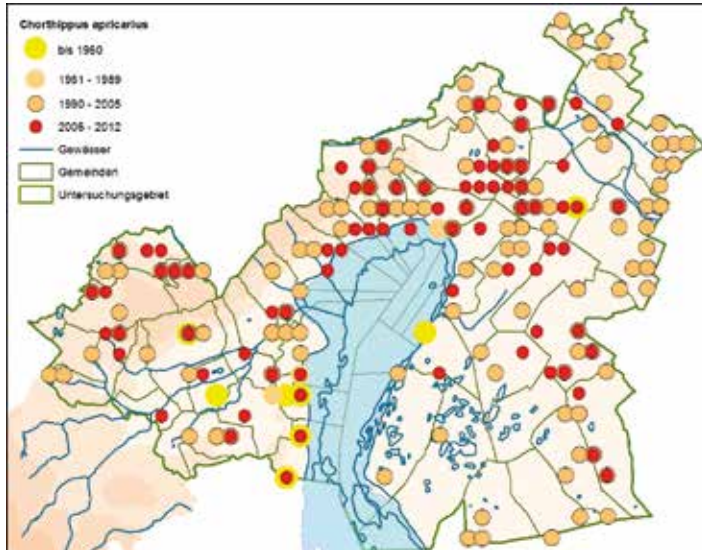 Chorthippus apricarius
bis 1960
1961 - 1989
1990 - 2005
2006 - 2012
Gewässer
Gemeinden
Untersuchungsgebiet